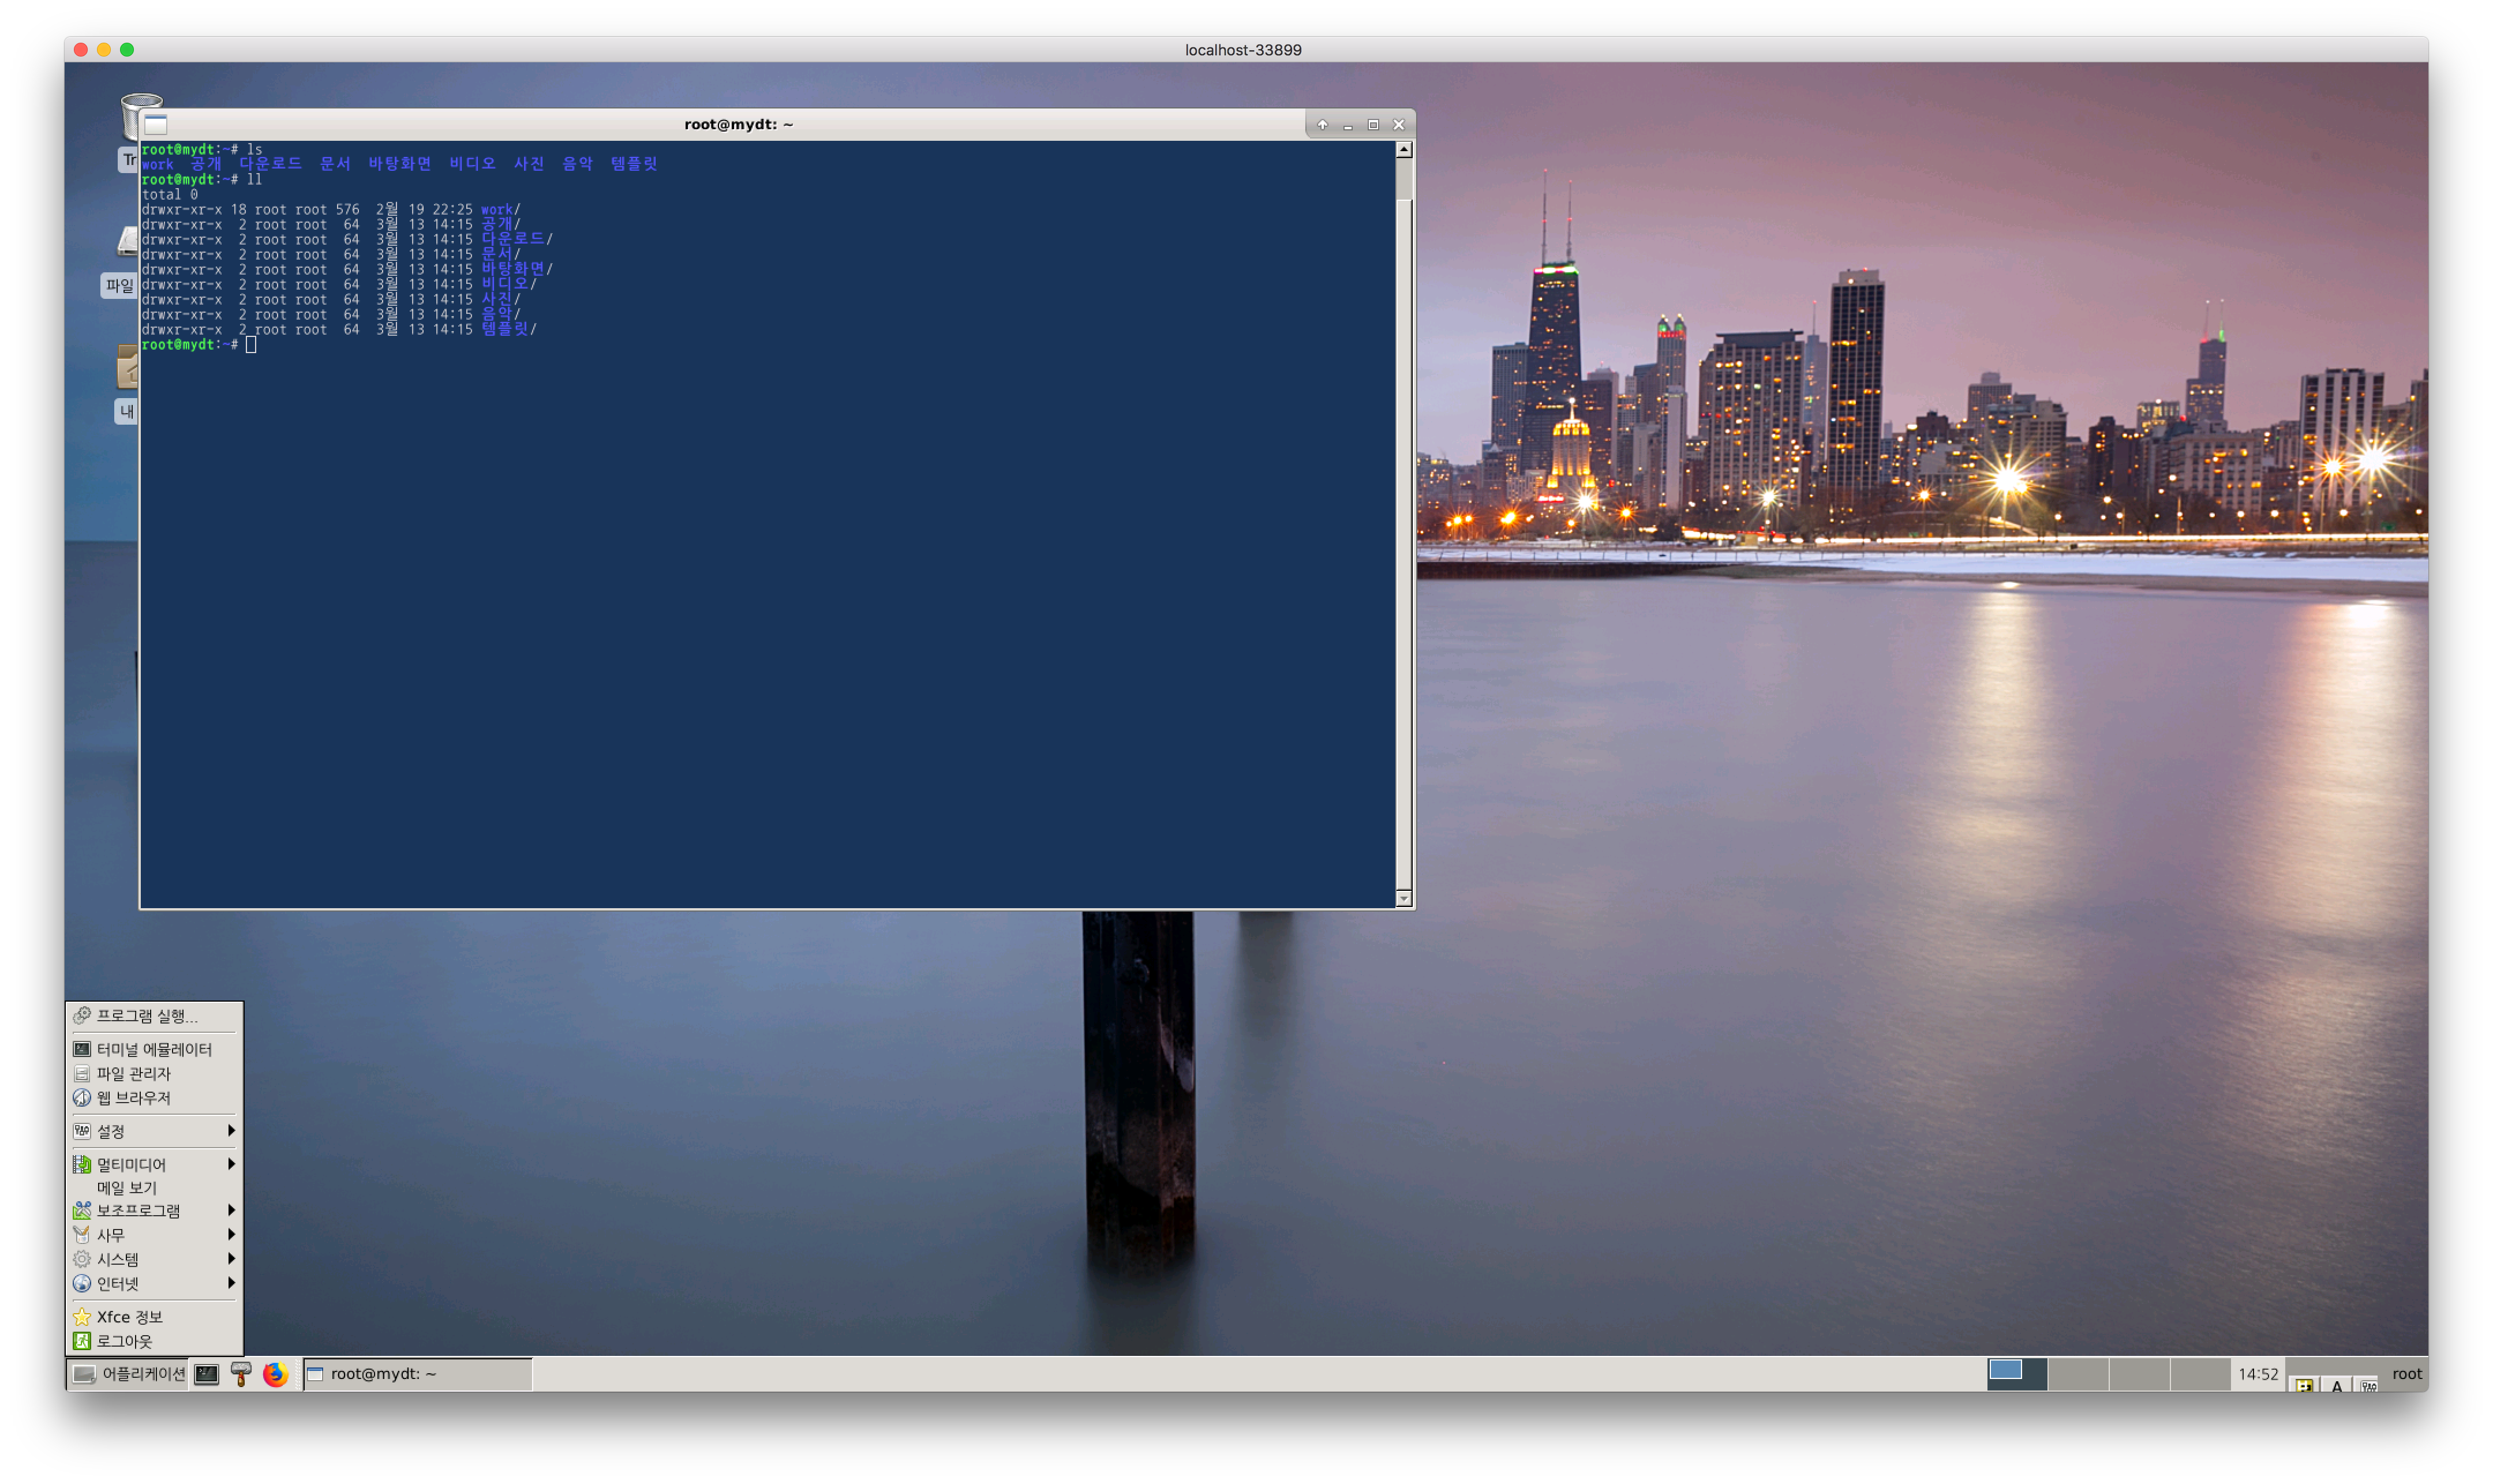 localhost-33899
Tr
파일
내
root@mydt: ~
root@mydt:~# ls
work 공개 다운로드 문서 바탕화면 비디오 사진 음악 템플릿
root@mydt:~# ll
total 0
drwxr-xr-x 18 root root 576 2월 19 22:25 work/
drwxr-xr-x 2 root root 64 3월 13 14:15 공개/
drwxr-xr-x 2 root root 64 3월 13 14:15 다운로드/
drwxr-xr-x 2 root root 64 3월 13 14:15 문서/
drwxr-xr-x 2 root root 64 3월 13 14:15 바탕화면/
drwxr-xr-x 2 root root 64 3월 13 14:15 비디오/
drwxr-xr-x 2 root root 64 3월 13 14:15 사진/
drwxr-xr-x 2 root root 64 3월 13 14:15 음악/
drwxr-xr-x 2 root root 64 3월 13 14:15 템플릿/
root@mydt:~#
프로그램 실행...
터미널 에뮬레이터
파일 관리자
웹 브라우저
설정
멀티미디어
메일 보기
보조프로그램
사무
시스템
인터넷
Xfce 정보
로그아웃
어플리케이션
root@mydt: ~
14:52
A
root